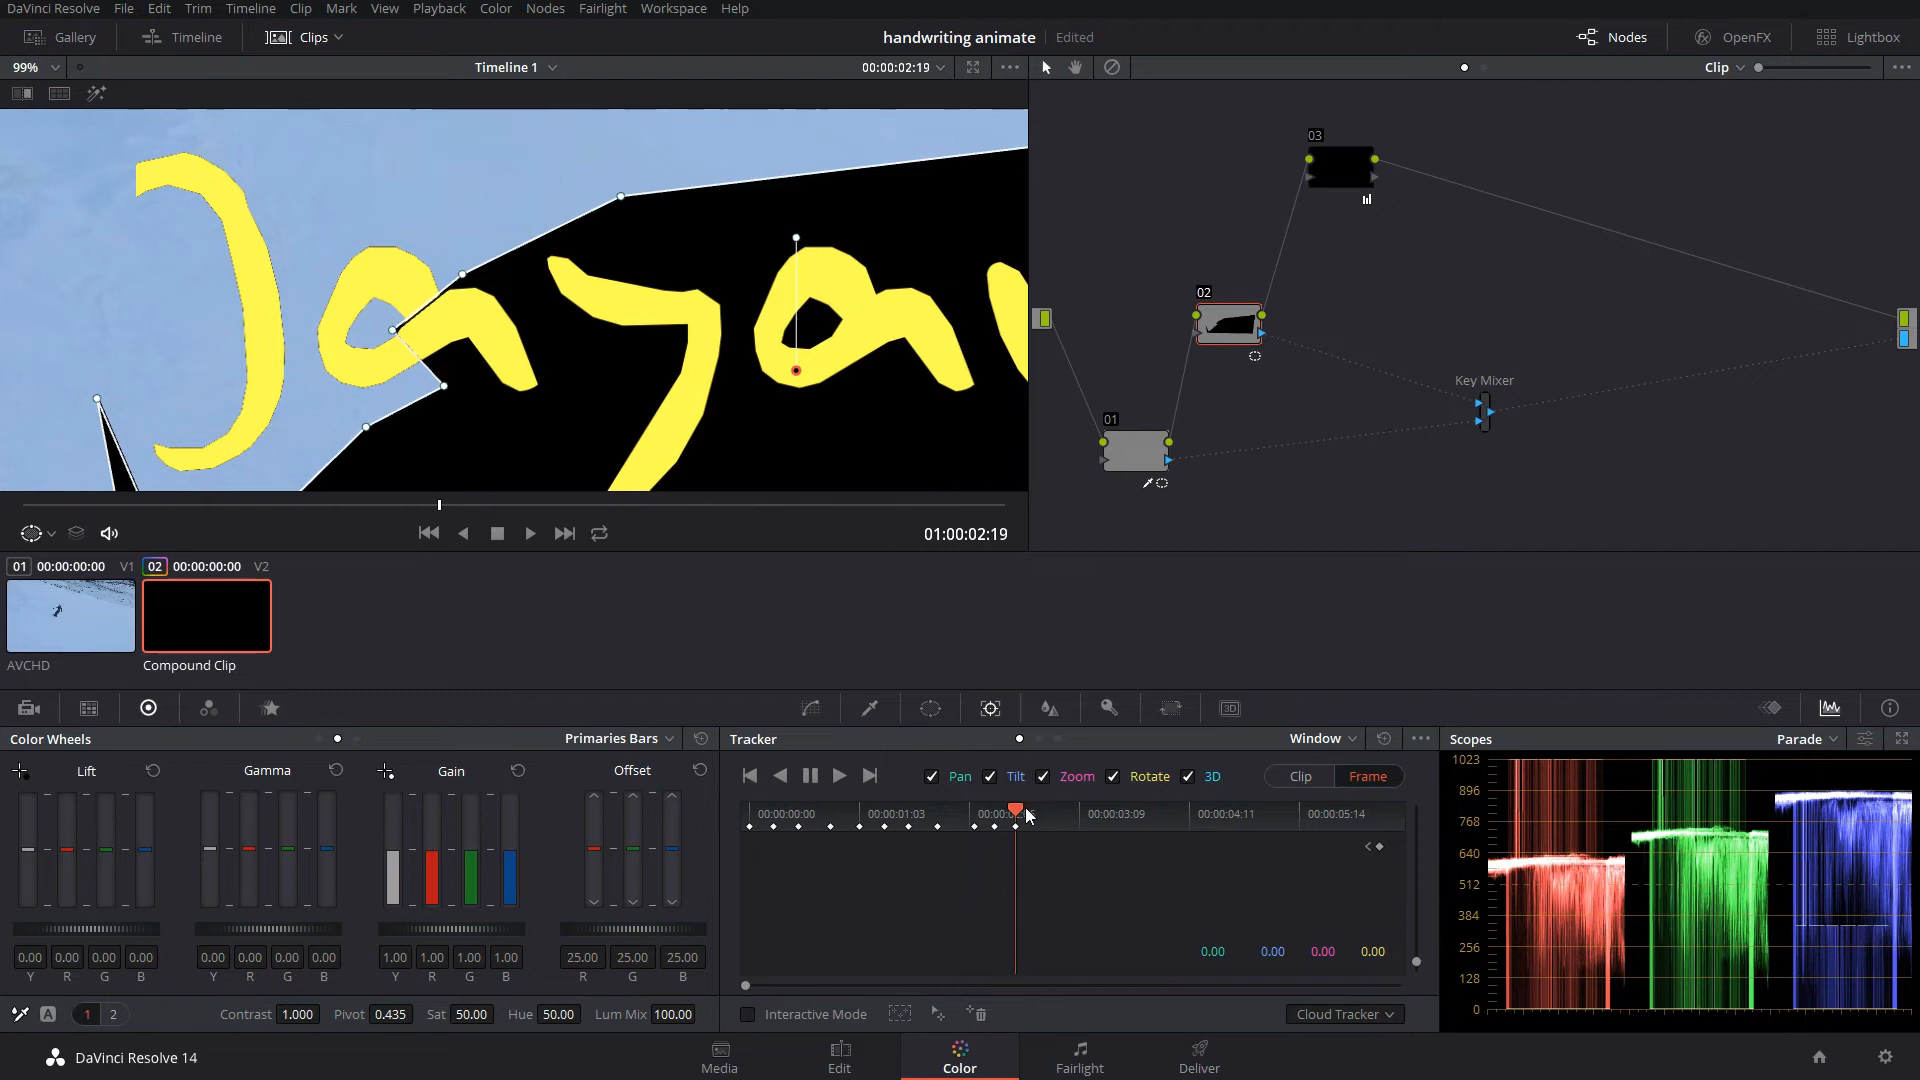 DaVinci Resolve File Edit Trim Timeline Clip Mark View Playback Color Nodes Fairlight Workspace Help
Gallery Timeline Clips handwriting animate Edited Nodes OpenFX Lightbox
99% Timeline 1 00:00:02:19 Clip
03
02
Key Mixer
01
01:00:02:19
01 00:00:00:00 V1 02 00:00:00:00 V2
AVCHD Compound Clip
Color Wheels Primaries Bars Tracker Window Scopes Parade
Lift Gamma Gain Offset Pan Tilt Zoom Rotate 3D Clip Frame
00:00:00:00 00:00:01:03 00:00:03:09 00:00:04:11 00:00:05:14
1023
896
768
640
512
384
256
128
0
0.00 0.00 0.00 0.00 0.00 0.00 0.00 0.00 1.00 1.00 1.00 1.00 25.00 25.00 25.00 0.00 0.00 0.00 0.00
Y R G B Y R G B Y R G B R G B
A 1 2 Contrast 1.000 Pivot 0.435 Sat 50.00 Hue 50.00 Lum Mix 100.00 Interactive Mode Cloud Tracker
DaVinci Resolve 14 Media Edit Color Fairlight Deliver